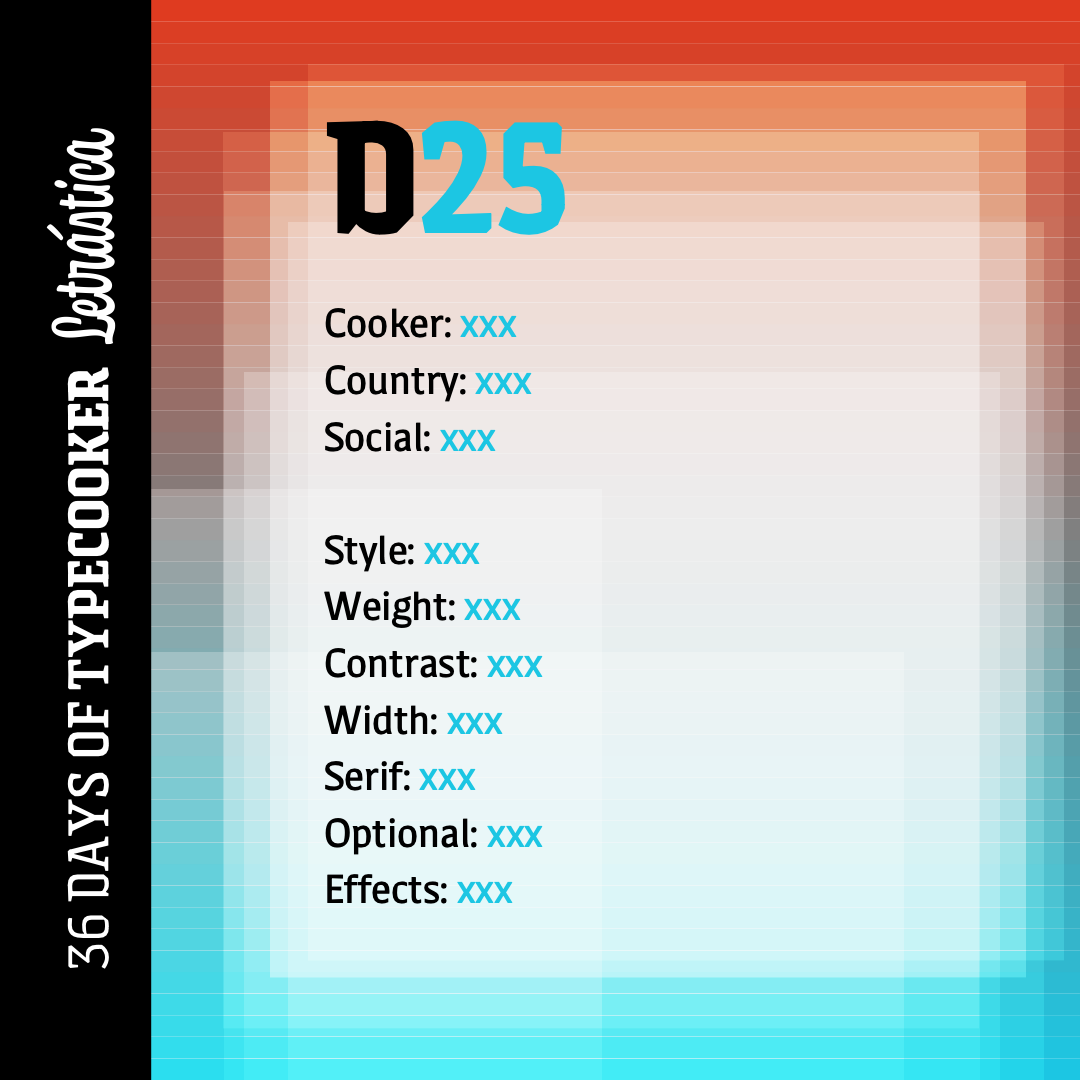 36 DAYS OF TYPECOOKER Letrástica
D25
Cooker: xxx
Country: xxx
Social: xxx
Style: xxx
Weight: xxx
Contrast: xxx
Width: xxx
Serif: xxx
Optional: xxx
Effects: xxx